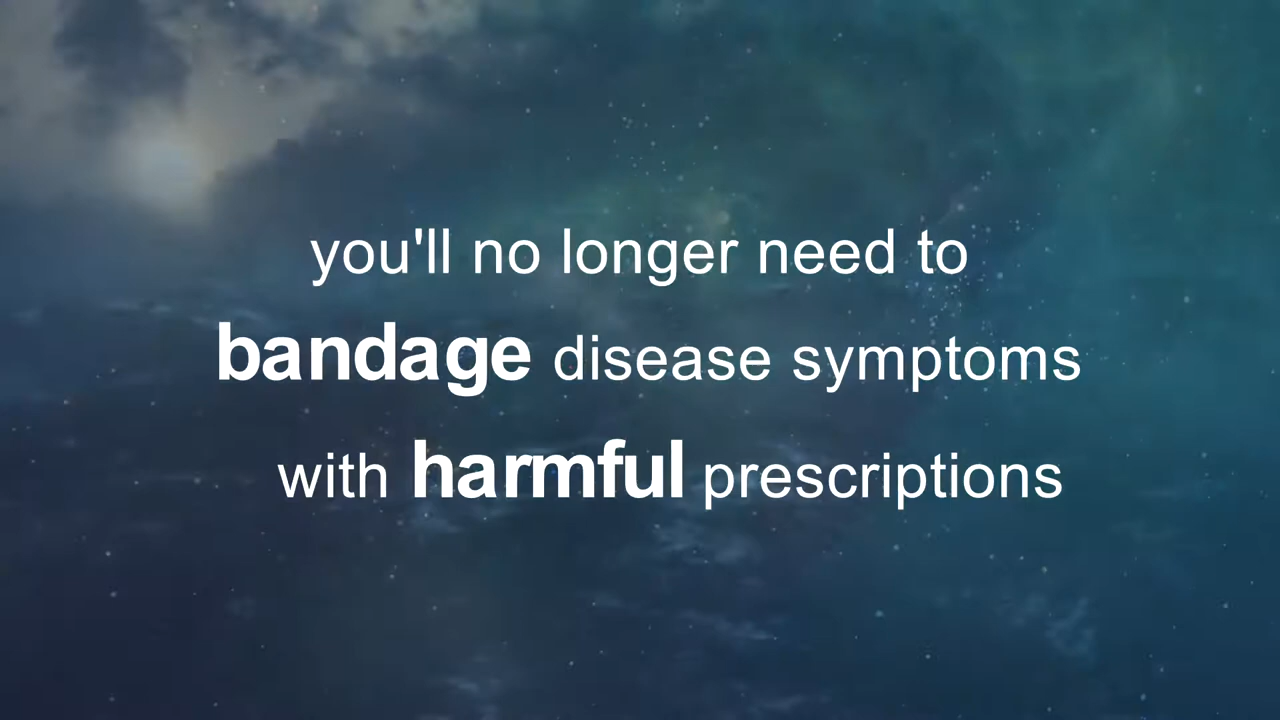 you'll no longer need to
bandage disease symptoms
with harmful prescriptions